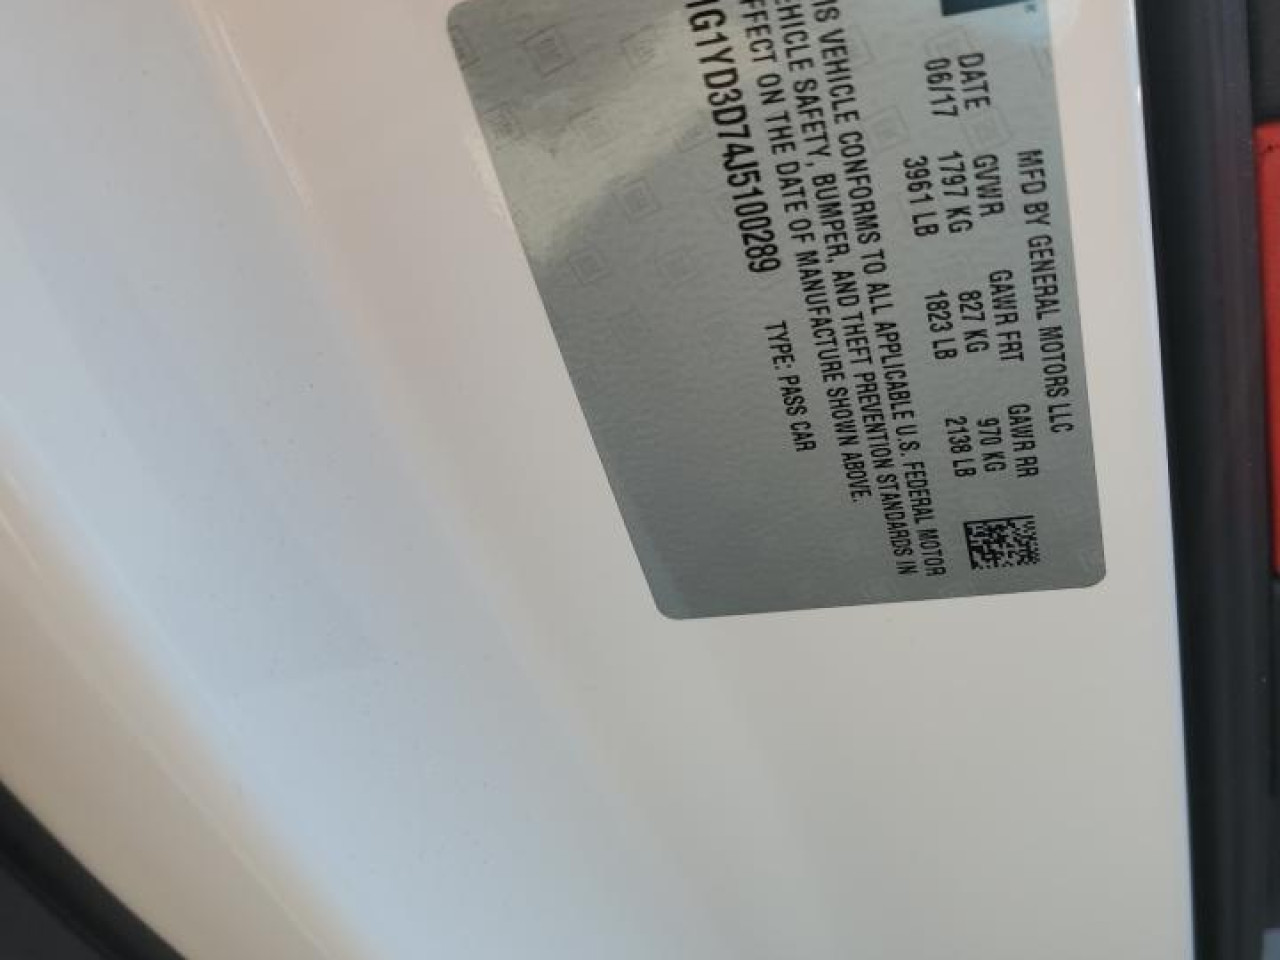 MFD BY GENERAL MOTORS LLC
DATE GVWR GAWR FRT GAWR RR
06/17 1797 KG 827 KG 970 KG
3961 LB 1823 LB 2138 LB
IS VEHICLE CONFORMS TO ALL APPLICABLE U.S. FEDERAL MOTOR
EHICLE SAFETY, BUMPER, AND THEFT PREVENTION STANDARDS IN
FFECT ON THE DATE OF MANUFACTURE SHOWN ABOVE.
1G1YD3D74J5100289 TYPE: PASS CAR